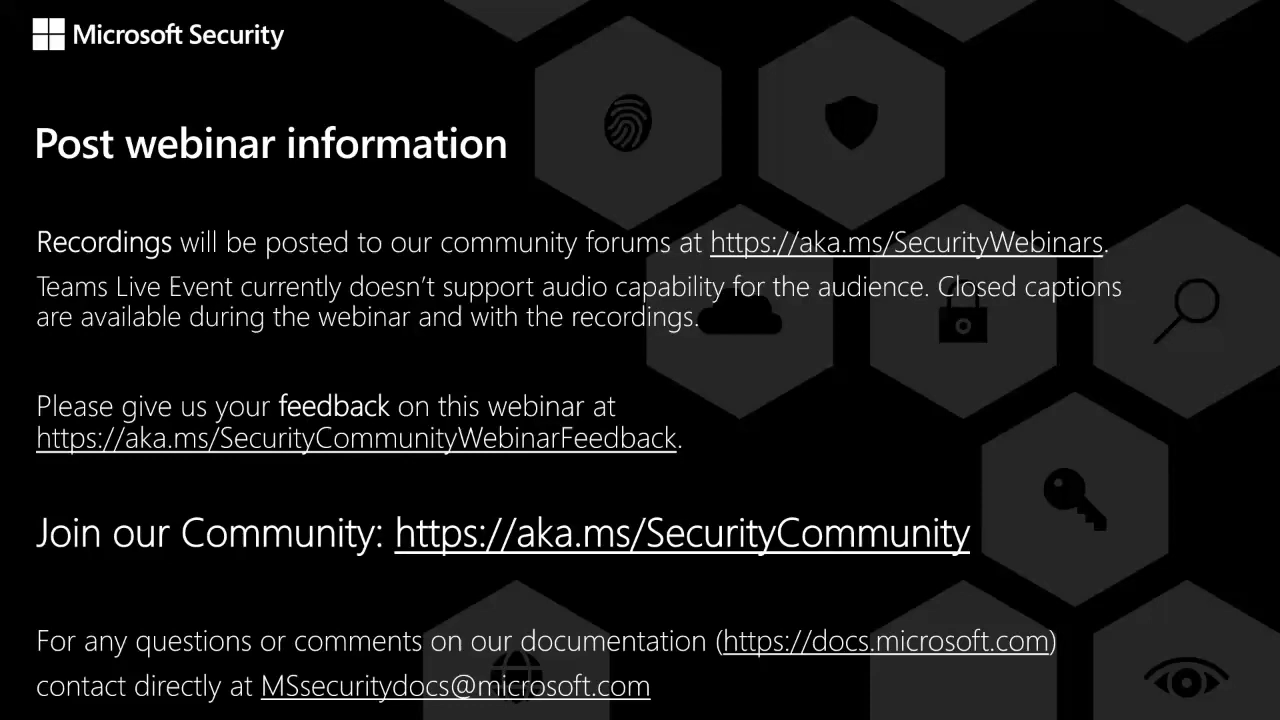 Microsoft Security
Post webinar information
Recordings will be posted to our community forums at https://aka.ms/SecurityWebinars.
Teams Live Event currently doesn’t support audio capability for the audience. Closed captions
are available during the webinar and with the recordings.
Please give us your feedback on this webinar at
https://aka.ms/SecurityCommunityWebinarFeedback.
Join our Community: https://aka.ms/SecurityCommunity
For any questions or comments on our documentation (https://docs.microsoft.com)
contact directly at MSsecuritydocs@microsoft.com